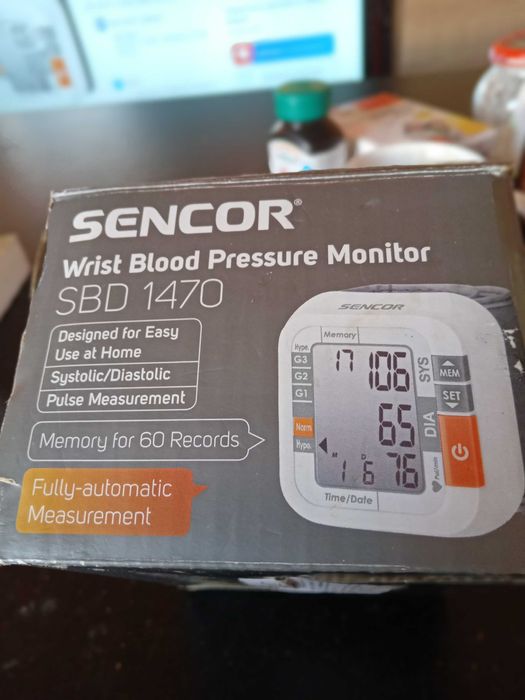 SENCOR®
Wrist Blood Pressure Monitor
SBD 1470
Designed for Easy
Use at Home
Systolic/Diastolic
Pulse Measurement
Memory for 60 Records
Fully-automatic
Measurement
SENCOR
Memory
Hype.
G3
G2
G1
Norm
Hypo.
17 106
65
M D
1 6 76
SYS
DIA
Pul/min
MEM
SET
Time/Date